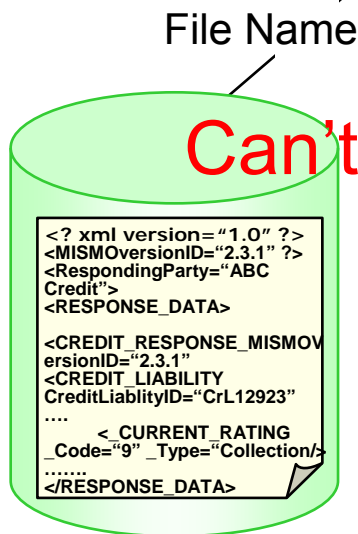 File Name
Can't
<? xml version="1.0" ?>
<MISMOversionID="2.3.1" ?>
<RespondingParty="ABC
Credit">
<RESPONSE_DATA>
<CREDIT_RESPONSE_MISMOV
ersionID="2.3.1"
<CREDIT_LIABILITY
CreditLiablityID="CrL12923"
....
<_CURRENT_RATING
_Code="9" _Type="Collection/>
.......
</RESPONSE_DATA>